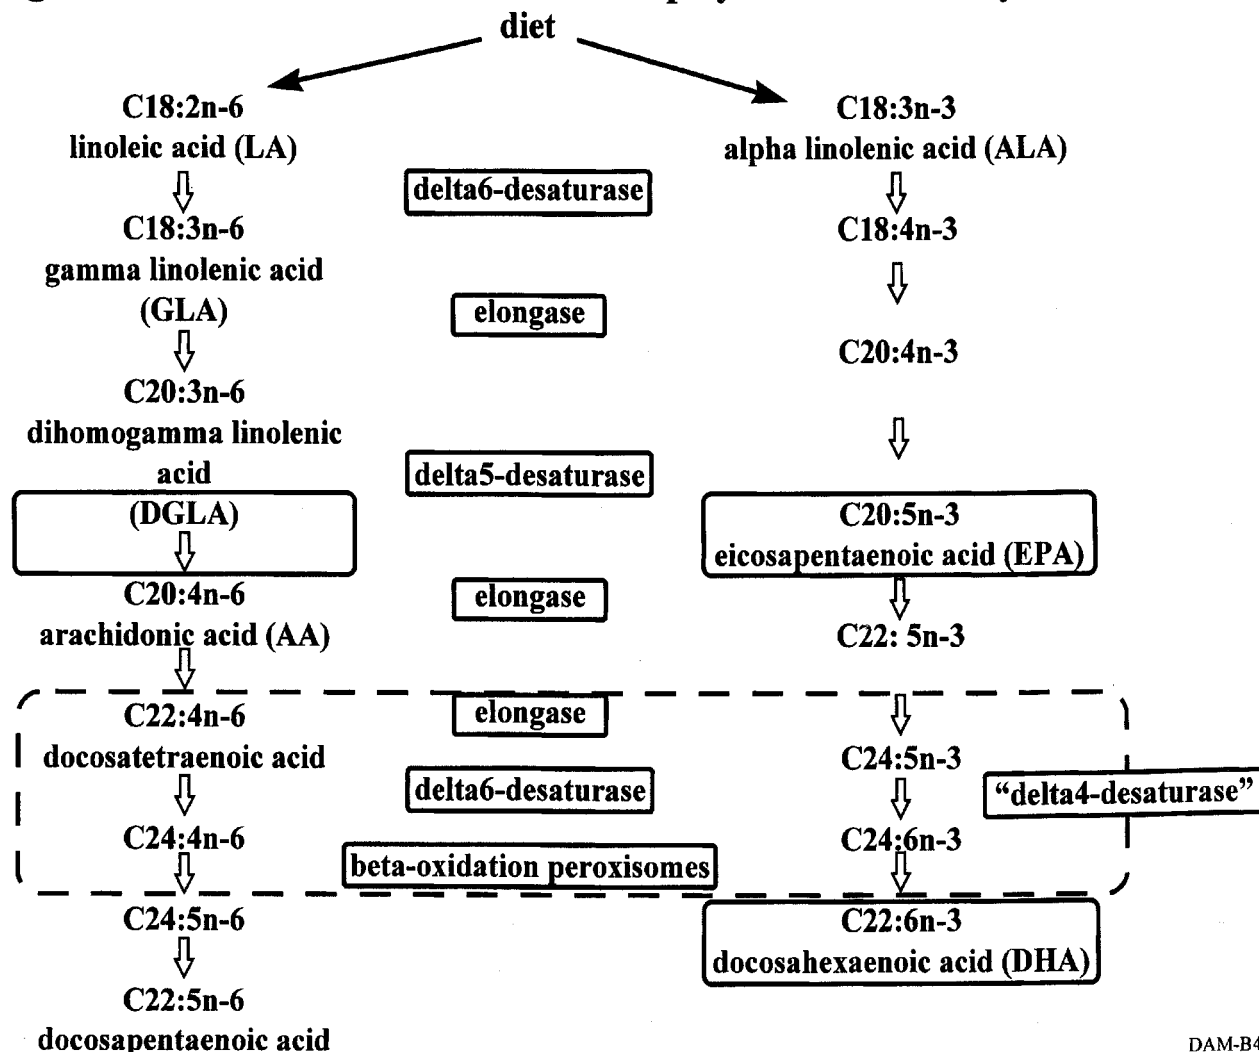 diet
C18:2n-6
linoleic acid (LA)
C18:3n-6
gamma linolenic acid
(GLA)
C20:3n-6
dihomogamma linolenic
acid
(DGLA)
C20:4n-6
arachidonic acid (AA)
C22:4n-6
docosatetraenoic acid
C24:4n-6
C24:5n-6
C22:5n-6
docosapentaenoic acid
delta6-desaturase
elongase
delta5-desaturase
elongase
elongase
delta6-desaturase
beta-oxidation peroxisomes
C18:3n-3
alpha linolenic acid (ALA)
C18:4n-3
C20:4n-3
C20:5n-3
eicosapentaenoic acid (EPA)
C22: 5n-3
C24:5n-3
C24:6n-3
C22:6n-3
docosahexaenoic acid (DHA)
“delta4-desaturase”
DAM-B4